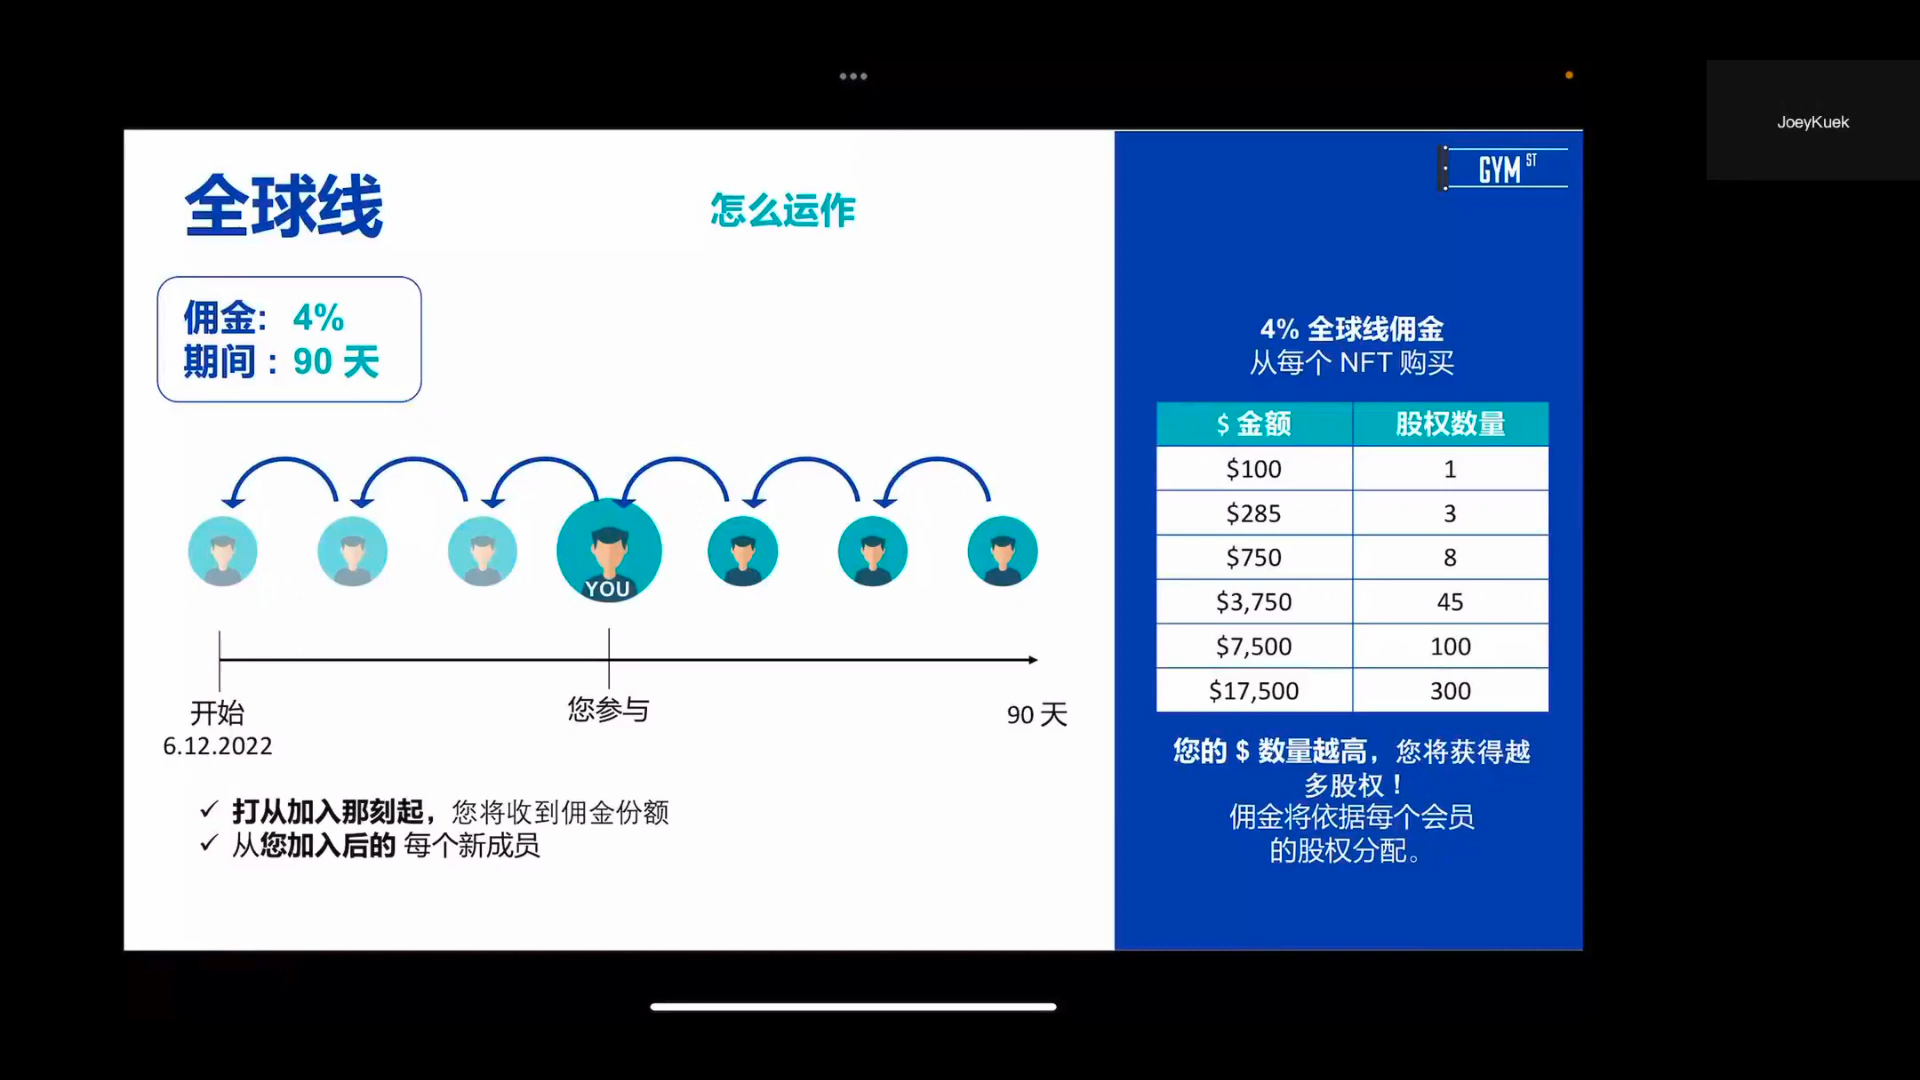 JoeyKuek
全球线
怎么运作
佣金: 4%
期间 : 90 天
YOU
开始
6.12.2022
您参与
90 天
✓ 打从加入那刻起，您将收到佣金份额
✓ 从您加入后的 每个新成员
GYM ST
4% 全球线佣金
从每个 NFT 购买
$ 金额 股权数量
$100 1
$285 3
$750 8
$3,750 45
$7,500 100
$17,500 300
您的 $ 数量越高，您将获得越
多股权！
佣金将依据每个会员
的股权分配。